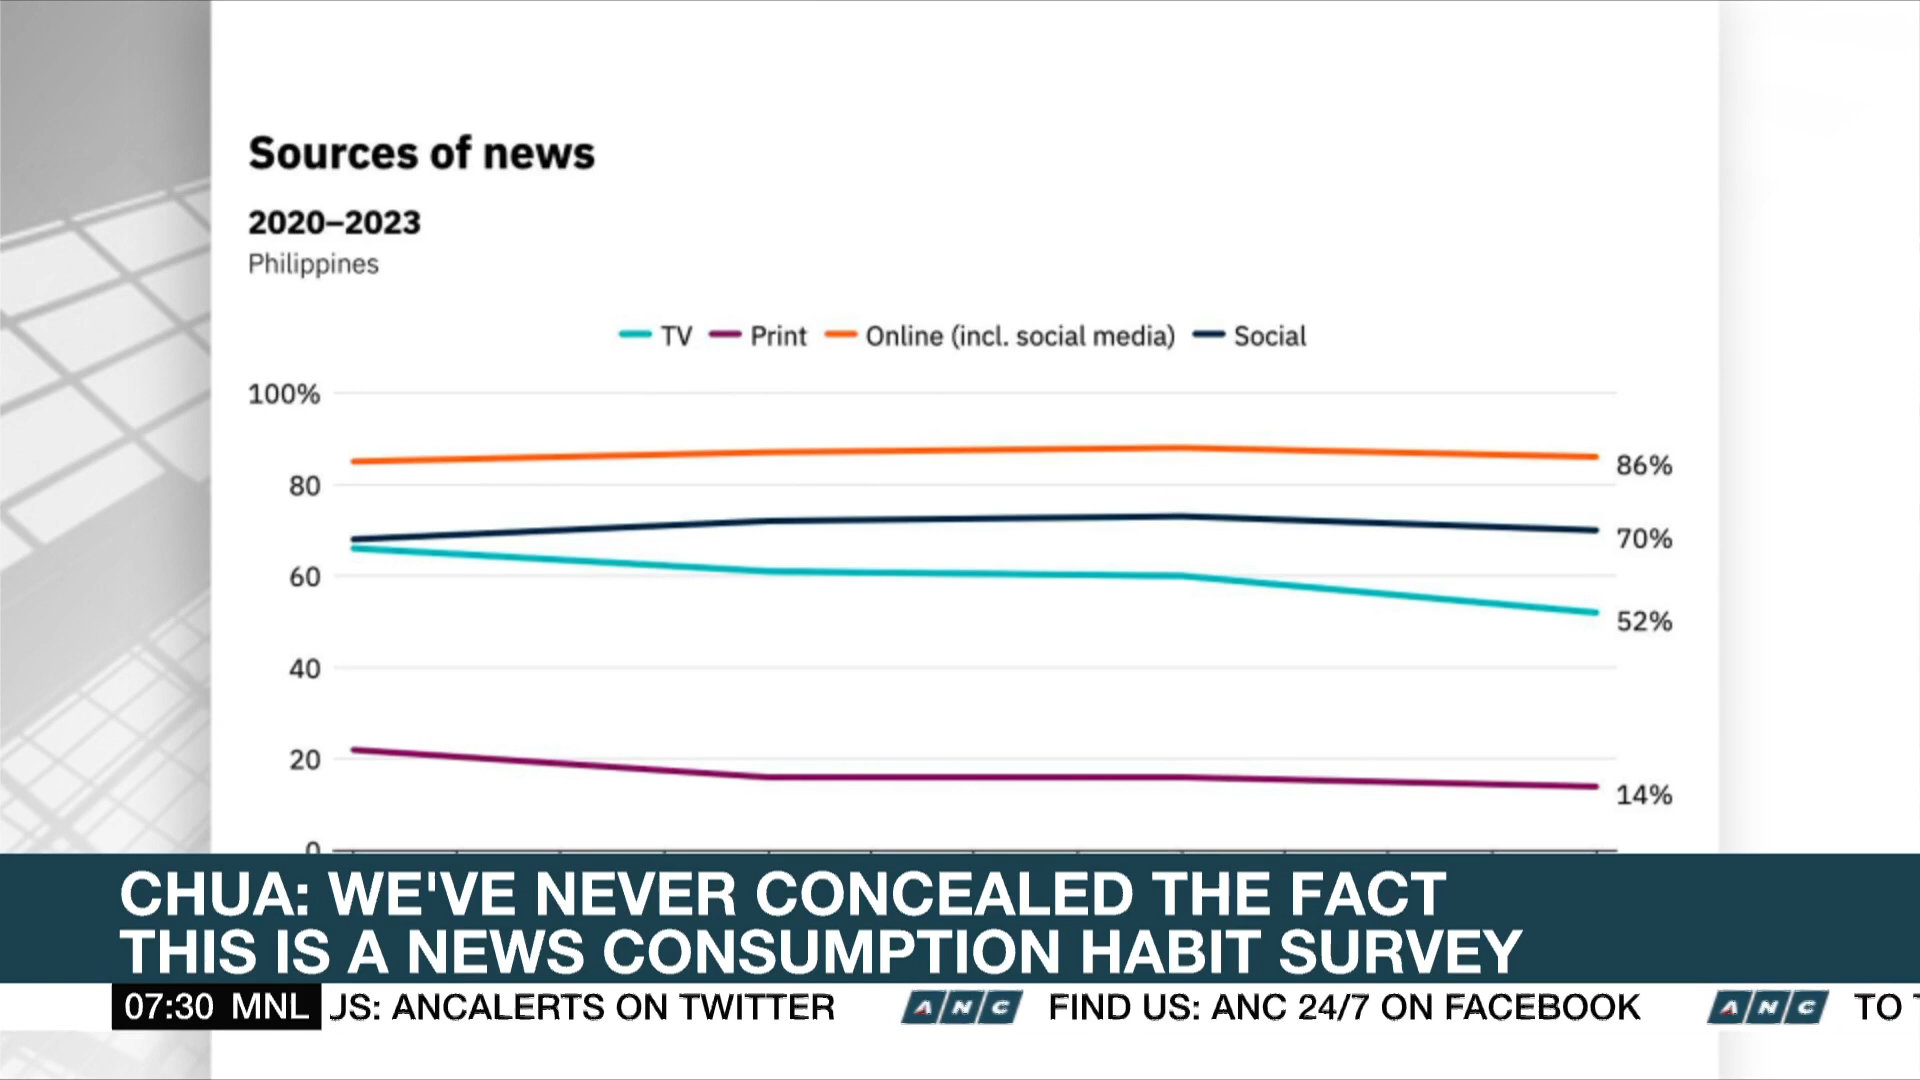 Sources of news
2020–2023
Philippines
TV Print Online (incl. social media) Social
100%
86%
80
70%
60
52%
40
20
14%
0
CHUA: WE'VE NEVER CONCEALED THE FACT
THIS IS A NEWS CONSUMPTION HABIT SURVEY
07:30 MNL JS: ANCALERTS ON TWITTER ANC FIND US: ANC 24/7 ON FACEBOOK ANC TO